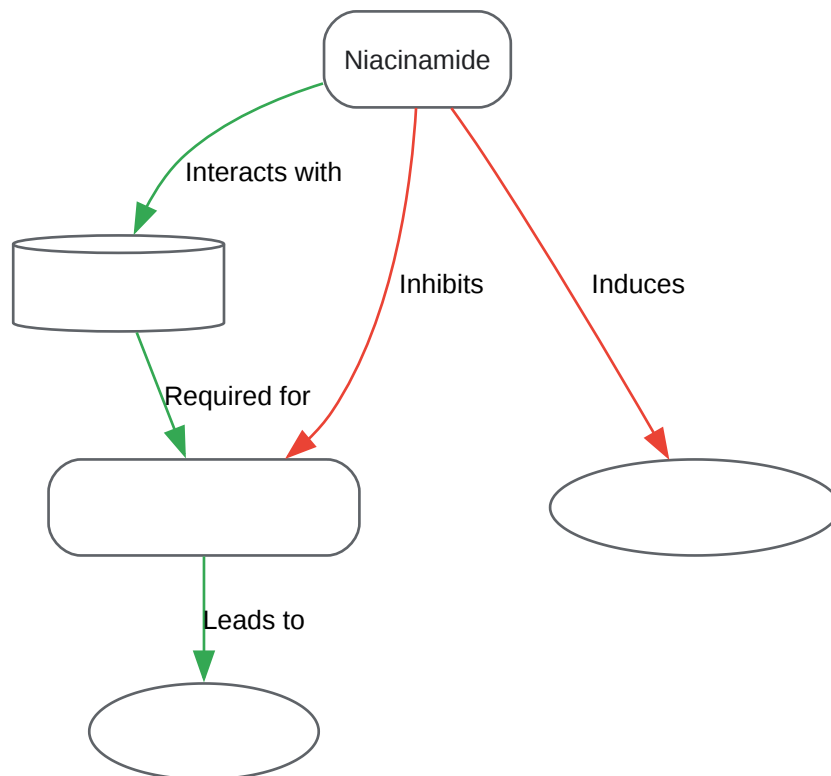 Niacinamide
Interacts with
Inhibits
Induces
Required for
Leads to